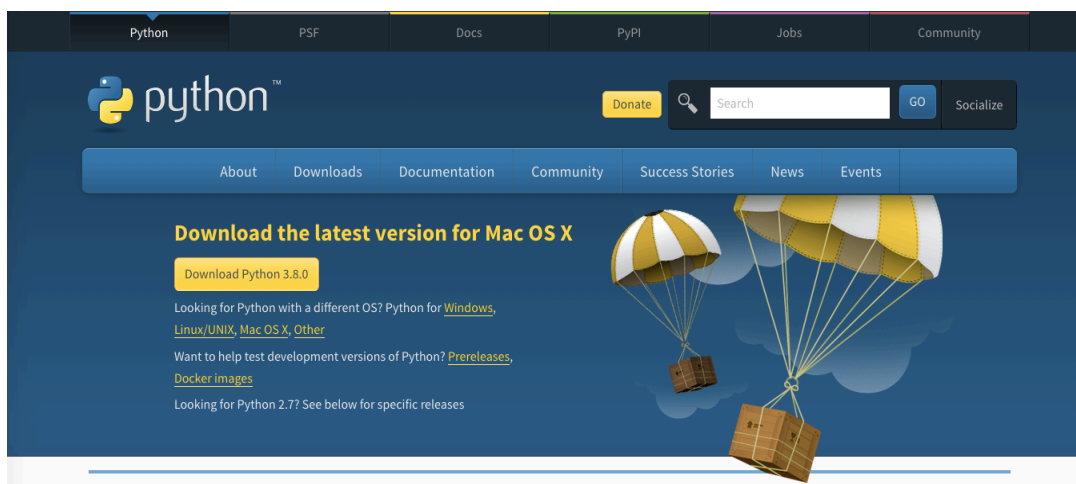 Python PSF Docs PyPI Jobs Community
python™
Donate Search GO Socialize
About Downloads Documentation Community Success Stories News Events
Download the latest version for Mac OS X
Download Python 3.8.0
Looking for Python with a different OS? Python for Windows,
Linux/UNIX, Mac OS X, Other
Want to help test development versions of Python? Prereleases,
Docker images
Looking for Python 2.7? See below for specific releases